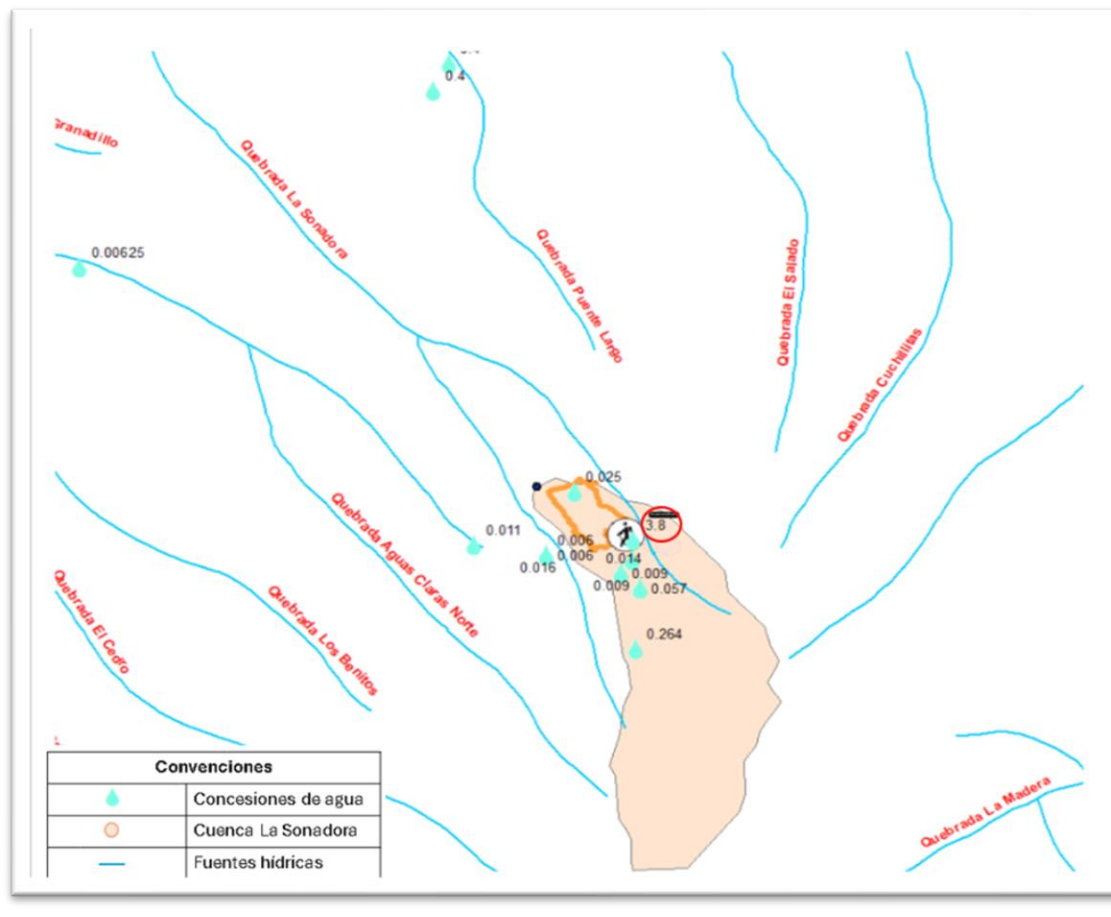 0.4
Granadillo
Quebrada La Sonadora
0.00625
Quebrada Puente Largo
Quebrada El Salado
Quebrada Cuchillitas
0.025
3.8
0.011
0.006
0.006
0.014
0.016
0.009
0.009
0.057
Quebrada Aguas Claras Norte
0.264
Quebrada El Cedro
Quebrada Los Benitos
Quebrada La Madera
Convenciones
Concesiones de agua
Cuenca La Sonadora
Fuentes hídricas